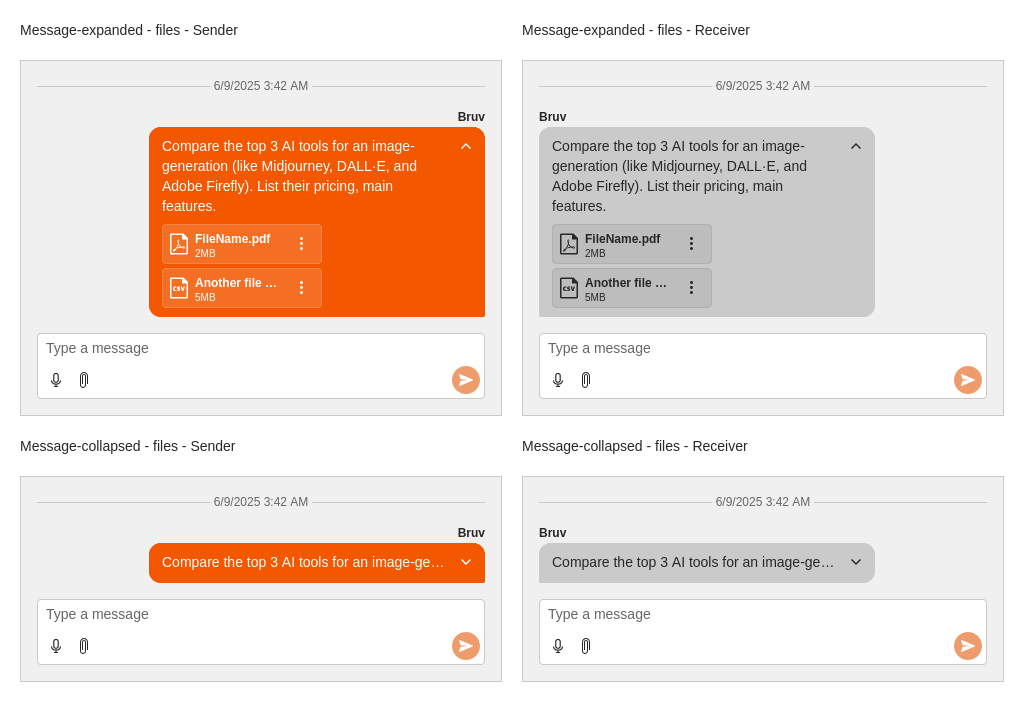 Message-expanded - files - Sender
6/9/2025 3:42 AM
Bruv
Compare the top 3 AI tools for an image-
generation (like Midjourney, DALL·E, and
Adobe Firefly). List their pricing, main
features.
FileName.pdf
2MB
CSV
Another file ...
5MB
Type a message
Message-expanded - files - Receiver
6/9/2025 3:42 AM
Bruv
Compare the top 3 AI tools for an image-
generation (like Midjourney, DALL·E, and
Adobe Firefly). List their pricing, main
features.
FileName.pdf
2MB
CSV
Another file ...
5MB
Type a message
Message-collapsed - files - Sender
6/9/2025 3:42 AM
Bruv
Compare the top 3 AI tools for an image-ge...
Type a message
Message-collapsed - files - Receiver
6/9/2025 3:42 AM
Bruv
Compare the top 3 AI tools for an image-ge...
Type a message